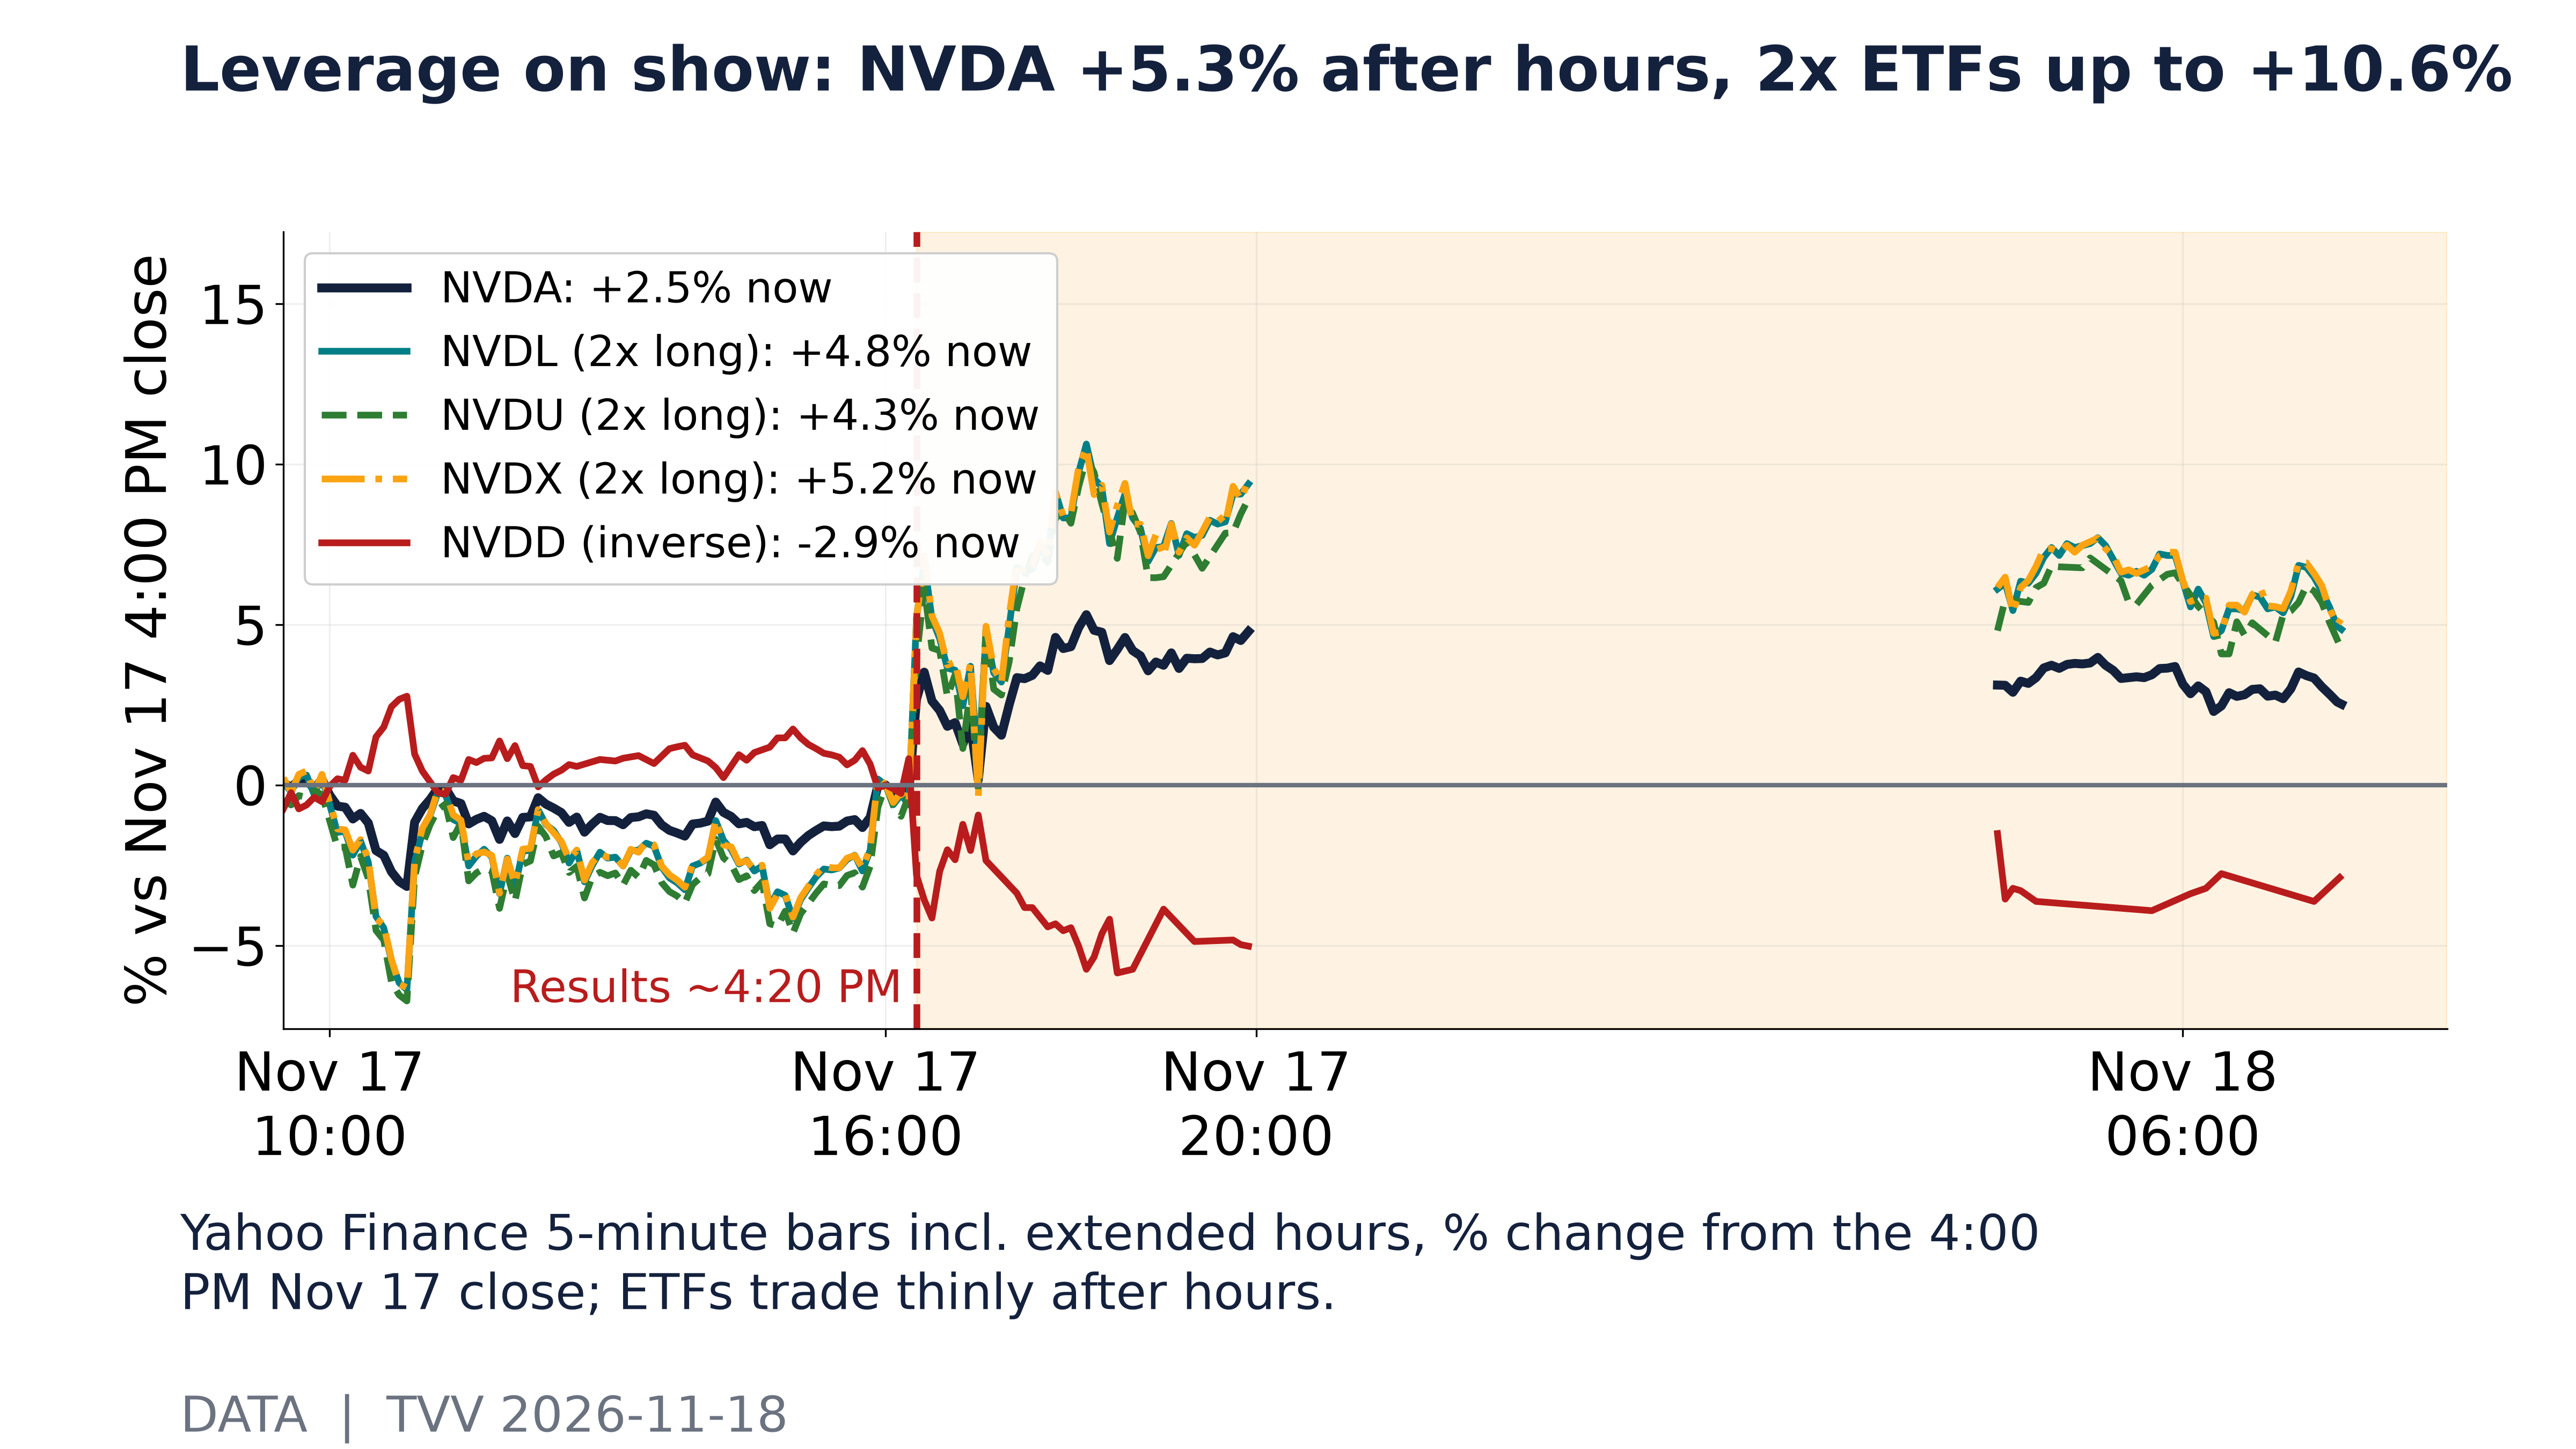 Leverage on show: NVDA +5.3% after hours, 2x ETFs up to +10.6%
% vs Nov 17 4:00 PM close
15
10
5
0
−5
NVDA: +2.5% now
NVDL (2x long): +4.8% now
NVDU (2x long): +4.3% now
NVDX (2x long): +5.2% now
NVDD (inverse): -2.9% now
Results ~4:20 PM
Nov 17
10:00
Nov 17
16:00
Nov 17
20:00
Nov 18
06:00
Yahoo Finance 5-minute bars incl. extended hours, % change from the 4:00
PM Nov 17 close; ETFs trade thinly after hours.
DATA | TVV 2026-11-18